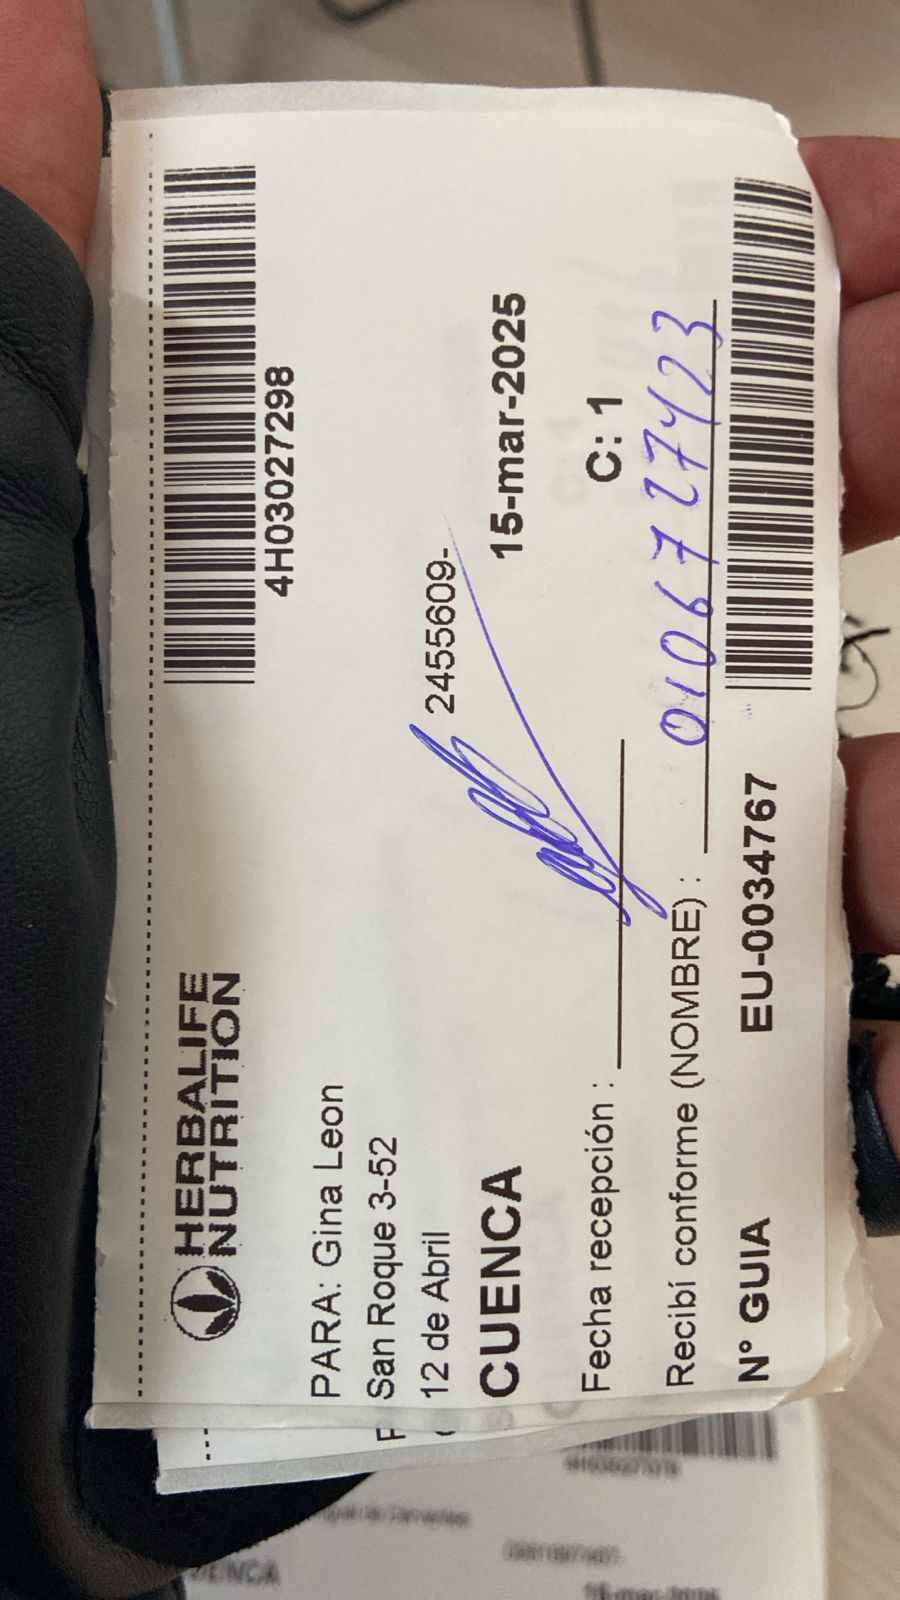 HERBALIFE
NUTRITION
4H03027298
PARA: Gina Leon
San Roque 3-52
12 de Abril 2455609-
CUENCA 15-mar-2025
Fecha recepción : C: 1
Recibí conforme (NOMBRE) : 0106727423
N° GUIA EU-0034767